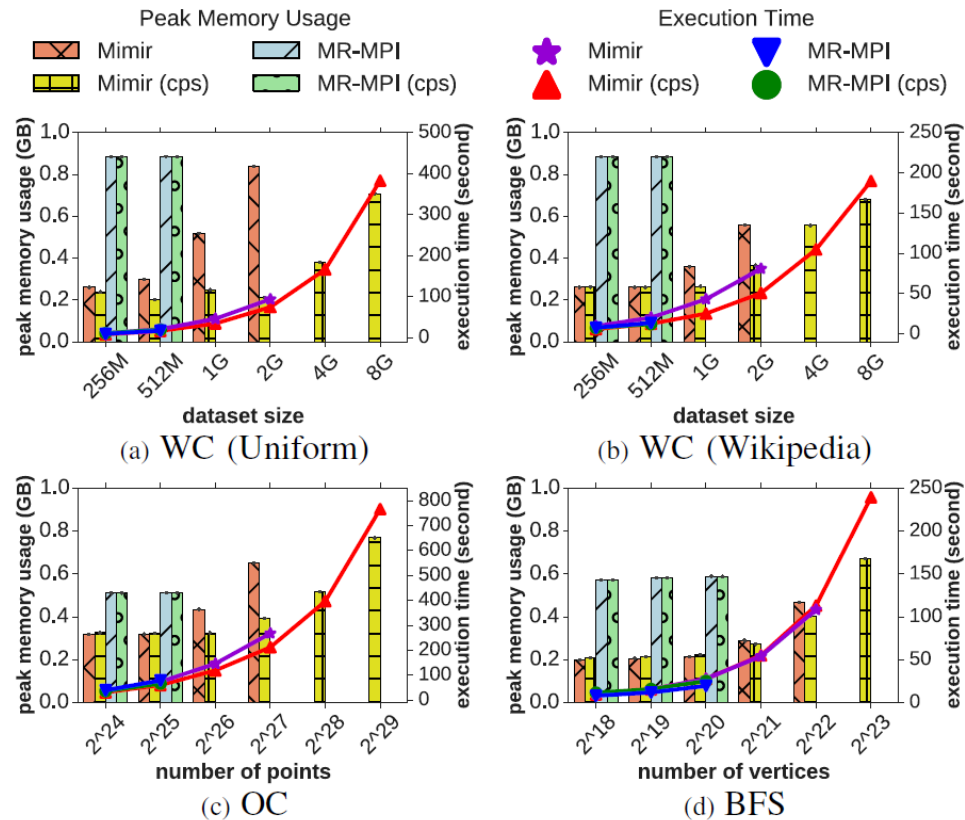 Peak Memory Usage
Execution Time
Mimir
MR-MPI
Mimir
MR-MPI
Mimir (cps)
MR-MPI (cps)
Mimir (cps)
MR-MPI (cps)
peak memory usage (GB)
1.0
0.8
0.6
0.4
0.2
0.0
500
400
300
200
100
0
execution time (second)
256M
512M
1G
2G
4G
8G
dataset size
(a) WC (Uniform)
peak memory usage (GB)
1.0
0.8
0.6
0.4
0.2
0.0
250
200
150
100
50
0
execution time (second)
256M
512M
1G
2G
4G
8G
dataset size
(b) WC (Wikipedia)
peak memory usage (GB)
1.0
0.8
0.6
0.4
0.2
0.0
800
700
600
500
400
300
200
100
0
execution time (second)
2^24
2^25
2^26
2^27
2^28
2^29
number of points
(c) OC
peak memory usage (GB)
1.0
0.8
0.6
0.4
0.2
0.0
250
200
150
100
50
0
execution time (second)
2^18
2^19
2^20
2^21
2^22
2^23
number of vertices
(d) BFS